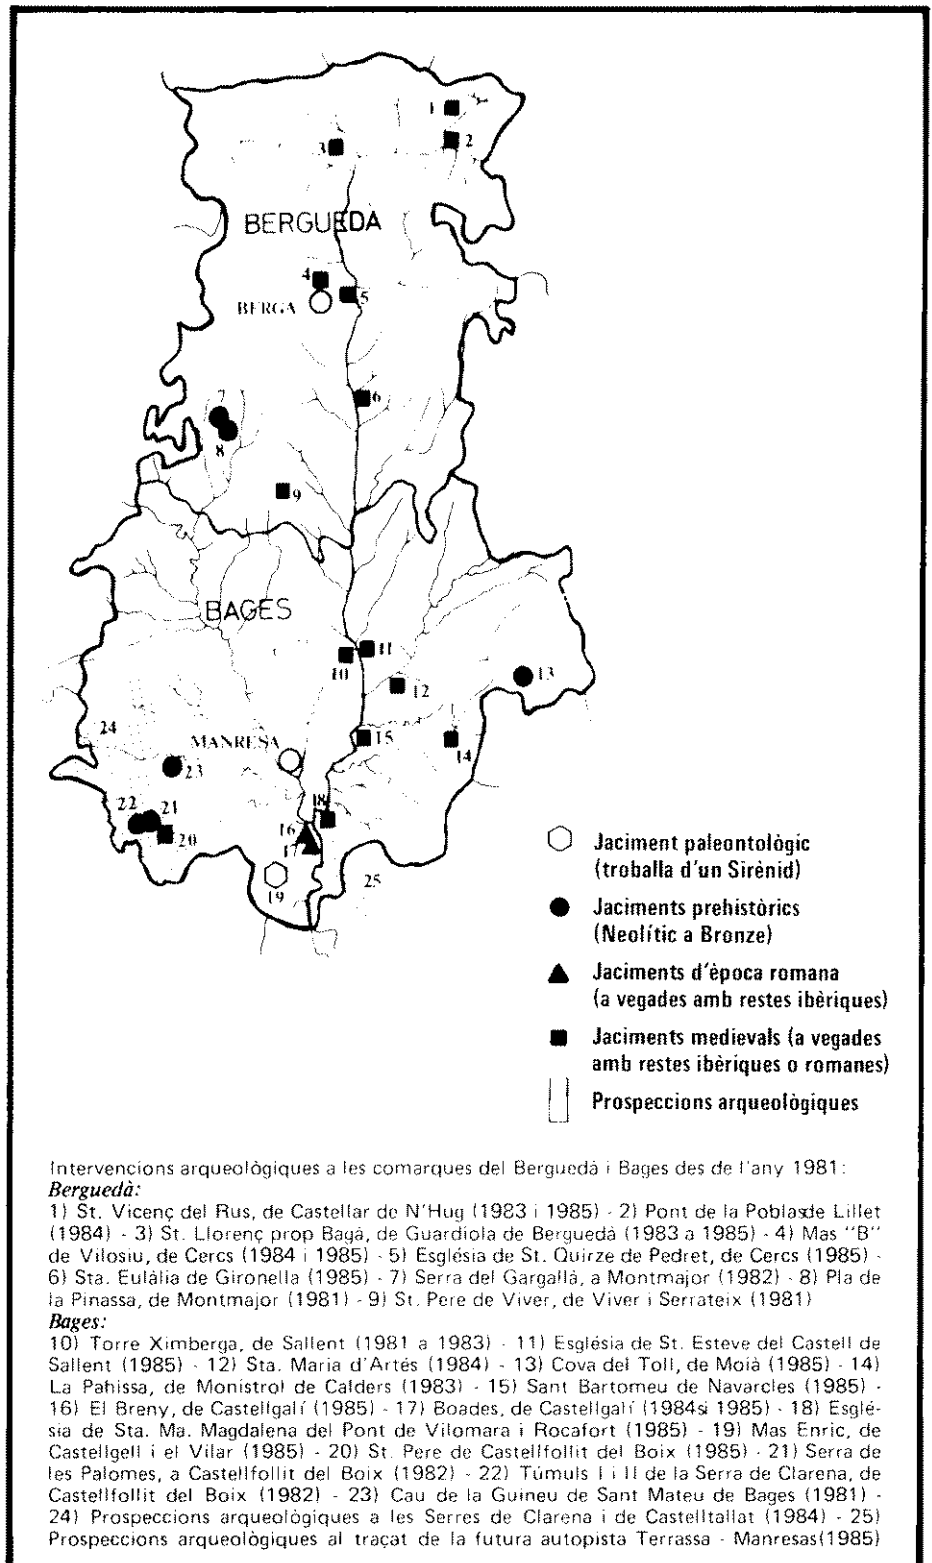 1
2
3
BERGUEDÀ
4
5
BERGA
6
7
8
9
BAGES
11
10
12
13
24
MANRESA
15
14
23
22
21
18
16
20
17
19
25
Jaciment paleontològic
(troballa d'un Sirènid)
Jaciments prehistòrics
(Neolític a Bronze)
Jaciments d'època romana
(a vegades amb restes ibèriques)
Jaciments medievals (a vegades
amb restes ibèriques o romanes)
Prospeccions arqueològiques
Intervencions arqueològiques a les comarques del Berguedà i Bages des de l'any 1981:
Berguedà:
1) St. Vicenç del Rus, de Castellar de N'Hug (1983 i 1985) - 2) Pont de la Poblasde Lillet
(1984) - 3) St. Llorenç prop Bagà, de Guardiola de Berguedà (1983 a 1985) - 4) Mas "B"
de Vilosiu, de Cercs (1984 i 1985) - 5) Església de St. Quirze de Pedret, de Cercs (1985) -
6) Sta. Eulàlia de Gironella (1985) - 7) Serra del Gargallà, a Montmajor (1982) - 8) Pla de
la Pinassa, de Montmajor (1981) - 9) St. Pere de Viver, de Viver i Serrateix (1981)
Bages:
10) Torre Ximberga, de Sallent (1981 a 1983) - 11) Església de St. Esteve del Castell de
Sallent (1985) - 12) Sta. Maria d'Artés (1984) - 13) Cova del Toll, de Moià (1985) - 14)
La Pahissa, de Monistrol de Calders (1983) - 15) Sant Bartomeu de Navarcles (1985) -
16) El Breny, de Castellgalí (1985) - 17) Boades, de Castellgalí (1984si 1985) - 18) Esglé-
sia de Sta. Ma. Magdalena del Pont de Vilomara i Rocafort (1985) - 19) Mas Enric, de
Castellgell i el Vilar (1985) - 20) St. Pere de Castellfollit del Boix (1985) - 21) Serra de
les Palomes, a Castellfollit del Boix (1982) - 22) Túmuls I i II de la Serra de Clarena, de
Castellfollit del Boix (1982) - 23) Cau de la Guineu de Sant Mateu de Bages (1981) -
24) Prospeccions arqueològiques a les Serres de Clarena i de Castelltallat (1984) - 25)
Prospeccions arqueològiques al traçat de la futura autopista Terrassa - Manresas(1985)